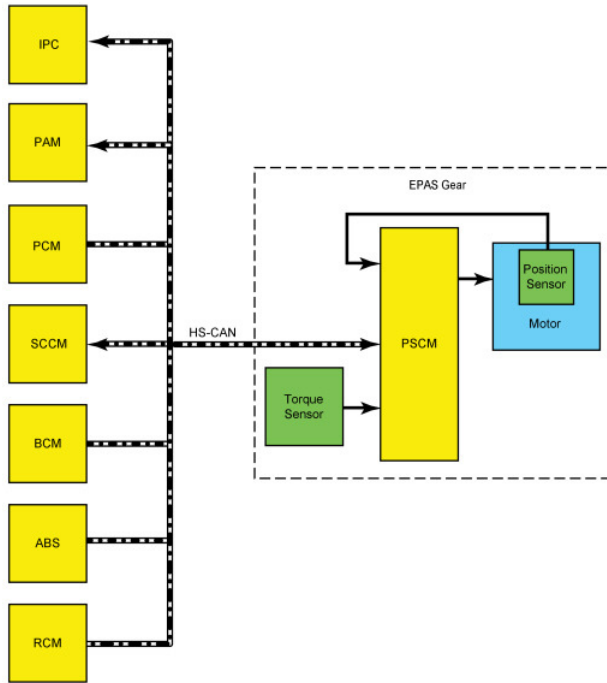 IPC
PAM
PCM
SCCM
BCM
ABS
RCM
HS-CAN
EPAS Gear
PSCM
Position
Sensor
Motor
Torque
Sensor